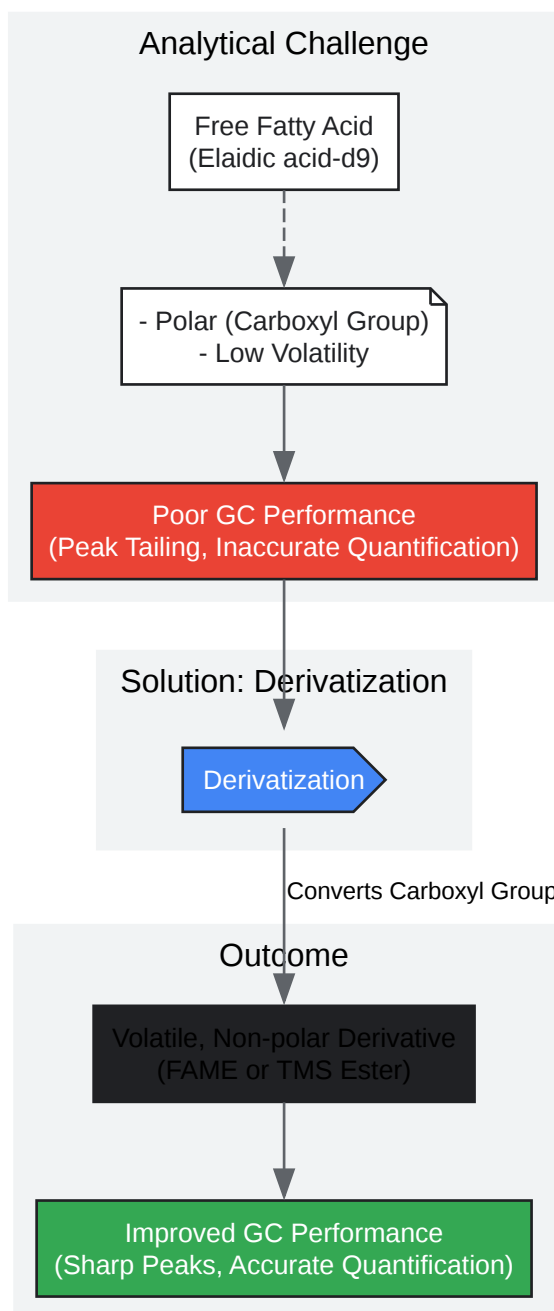 Analytical Challenge
Free Fatty Acid
(Elaidic acid-d9)
- Polar (Carboxyl Group)
- Low Volatility
Poor GC Performance
(Peak Tailing, Inaccurate Quantification)
Solution: Derivatization
Derivatization
Converts Carboxyl Group
Outcome
Volatile, Non-polar Derivative
(FAME or TMS Ester)
Improved GC Performance
(Sharp Peaks, Accurate Quantification)